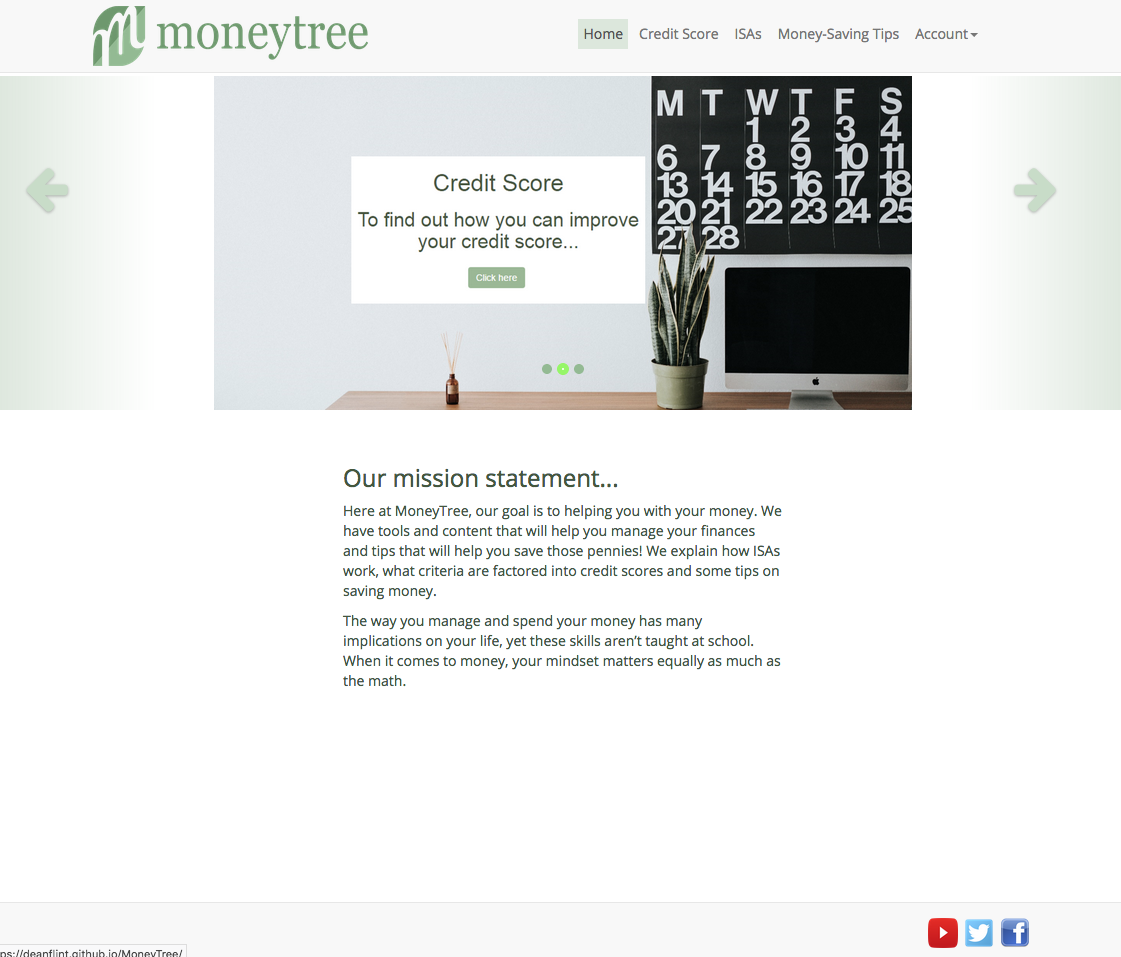 moneytree
Home Credit Score ISAs Money-Saving Tips Account
M T W T F S
1 2 3 4
6 7 8 9 10 11
13 14 15 16 17 18
20 21 22 23 24 25
27 28
Credit Score
To find out how you can improve
your credit score...
Click here
Our mission statement...
Here at MoneyTree, our goal is to helping you with your money. We
have tools and content that will help you manage your finances
and tips that will help you save those pennies! We explain how ISAs
work, what criteria are factored into credit scores and some tips on
saving money.
The way you manage and spend your money has many
implications on your life, yet these skills aren’t taught at school.
When it comes to money, your mindset matters equally as much as
the math.
f
ps://deanflint.github.io/MoneyTree/